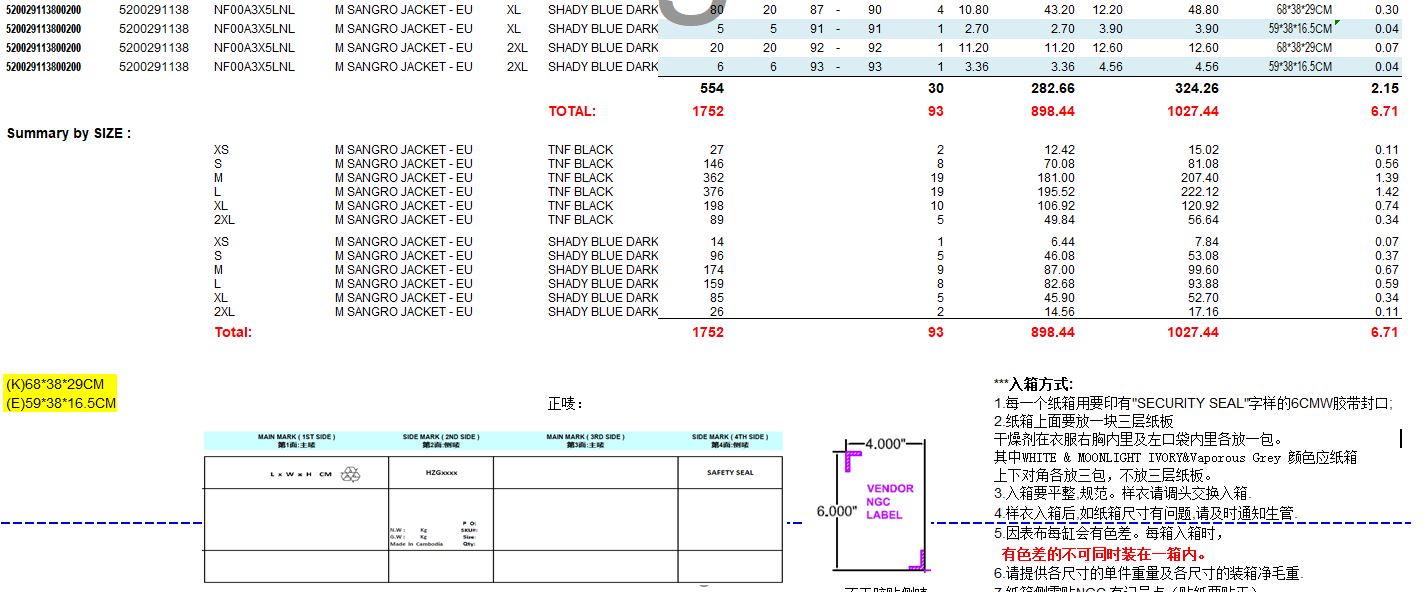 520029113800200 5200291138 NF00A3X5LNL M SANGRO JACKET - EU XL SHADY BLUE DARK 80 20 87 - 90 4 10.80 43.20 12.20 48.80 68*38*29CM 0.30
520029113800200 5200291138 NF00A3X5LNL M SANGRO JACKET - EU XL SHADY BLUE DARK 5 5 91 - 91 1 2.70 2.70 3.90 3.90 59*38*16.5CM 0.04
520029113800200 5200291138 NF00A3X5LNL M SANGRO JACKET - EU 2XL SHADY BLUE DARK 20 20 92 - 92 1 11.20 11.20 12.60 12.60 68*38*29CM 0.07
520029113800200 5200291138 NF00A3X5LNL M SANGRO JACKET - EU 2XL SHADY BLUE DARK 6 6 93 - 93 1 3.36 3.36 4.56 4.56 59*38*16.5CM 0.04
554 30 282.66 324.26 2.15
TOTAL: 1752 93 898.44 1027.44 6.71
Summary by SIZE :
XS M SANGRO JACKET - EU TNF BLACK 27 2 12.42 15.02 0.11
S M SANGRO JACKET - EU TNF BLACK 146 8 70.08 81.08 0.56
M M SANGRO JACKET - EU TNF BLACK 362 19 181.00 207.40 1.39
L M SANGRO JACKET - EU TNF BLACK 376 19 195.52 222.12 1.42
XL M SANGRO JACKET - EU TNF BLACK 198 10 106.92 120.92 0.74
2XL M SANGRO JACKET - EU TNF BLACK 89 5 49.84 56.64 0.34
XS M SANGRO JACKET - EU SHADY BLUE DARK 14 1 6.44 7.84 0.07
S M SANGRO JACKET - EU SHADY BLUE DARK 96 5 46.08 53.08 0.37
M M SANGRO JACKET - EU SHADY BLUE DARK 174 9 87.00 99.60 0.67
L M SANGRO JACKET - EU SHADY BLUE DARK 159 8 82.68 93.88 0.59
XL M SANGRO JACKET - EU SHADY BLUE DARK 85 5 45.90 52.70 0.34
2XL M SANGRO JACKET - EU SHADY BLUE DARK 26 2 14.56 17.16 0.11
Total: 1752 93 898.44 1027.44 6.71
(K)68*38*29CM
(E)59*38*16.5CM
正唛：
MAIN MARK ( 1ST SIDE ) SIDE MARK ( 2ND SIDE ) MAIN MARK ( 3RD SIDE ) SIDE MARK ( 4TH SIDE )
第1面:主唛 第2面:侧唛 第3面:主唛 第4面:侧唛
L x W x H CM HZGxxxx SAFETY SEAL
P O:
N.W : Kg SKU#:
G.W : Kg Size:
Made In Cambodia Qty:
4.000"
6.000"
VENDOR
NGC
LABEL
***入箱方式:
1.每一个纸箱用要印有"SECURITY SEAL"字样的6CMW胶带封口;
2.纸箱上面要放一块三层纸板
干燥剂在衣服右胸内里及左口袋内里各放一包。
其中WHITE & MOONLIGHT IVORY&Vaporous Grey 颜色应纸箱
上下对角各放三包，不放三层纸板。
3.入箱要平整,规范。样衣请调头交换入箱.
4.样衣入箱后,如纸箱尺寸有问题,请及时通知生管.
5.因表布每缸会有色差。每箱入箱时，
有色差的不可同时装在一箱内。
6.请提供各尺寸的单件重量及各尺寸的装箱净毛重.